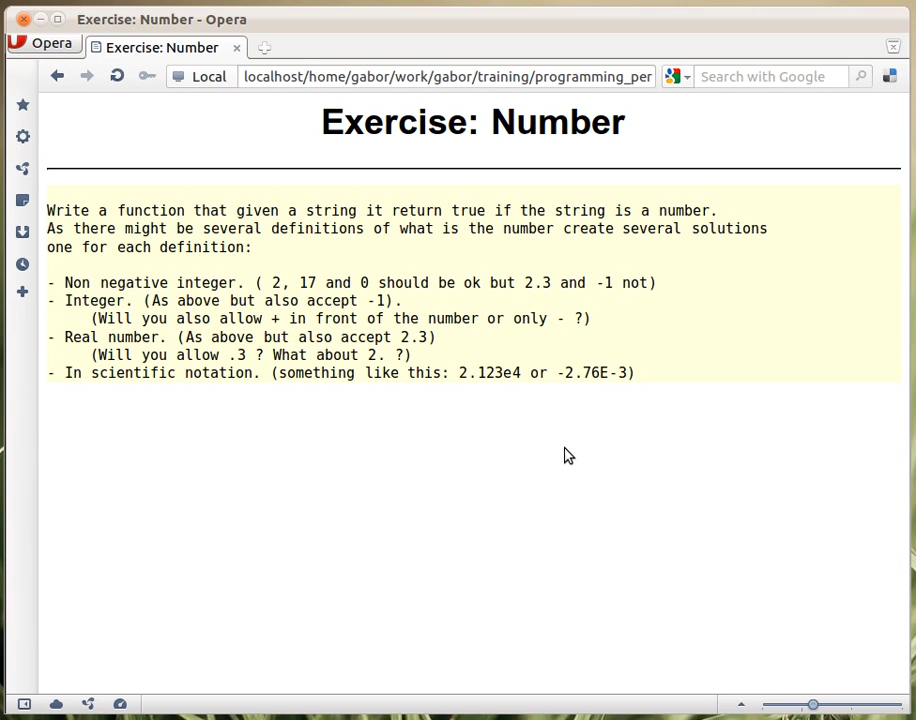 Exercise: Number - Opera
Opera
Exercise: Number
Local
localhost/home/gabor/work/gabor/training/programming_per
Search with Google
Exercise: Number
Write a function that given a string it return true if the string is a number.
As there might be several definitions of what is the number create several solutions
one for each definition:
- Non negative integer. ( 2, 17 and 0 should be ok but 2.3 and -1 not)
- Integer. (As above but also accept -1).
(Will you also allow + in front of the number or only - ?)
- Real number. (As above but also accept 2.3)
(Will you allow .3 ? What about 2. ?)
- In scientific notation. (something like this: 2.123e4 or -2.76E-3)